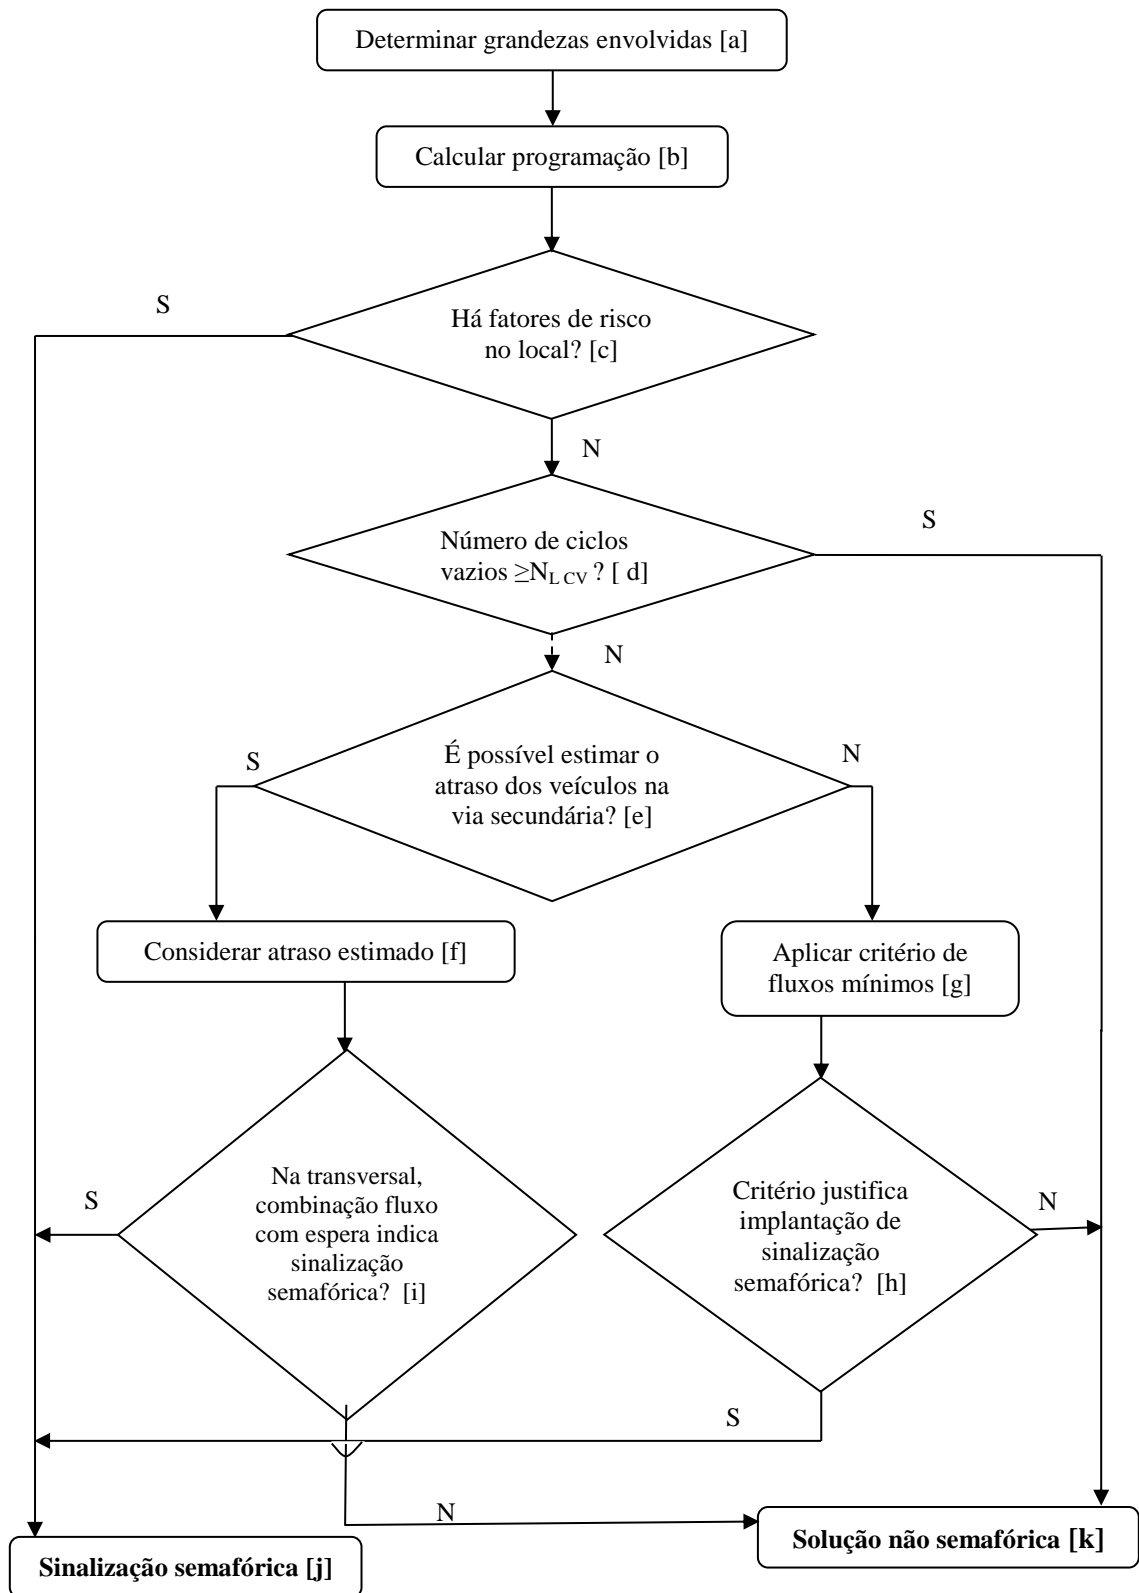 Determinar grandezas envolvidas [a]
Calcular programação [b]
S
Há fatores de risco
no local? [c]
N
S
Número de ciclos
vazios ≥N_L CV ? [ d]
N
S
É possível estimar o
atraso dos veículos na
via secundária? [e]
N
Considerar atraso estimado [f]
Aplicar critério de
fluxos mínimos [g]
S
Na transversal,
combinação fluxo
com espera indica
sinalização
semafórica? [i]
Critério justifica
implantação de
sinalização
semafórica? [h]
N
S
N
Sinalização semafórica [j]
Solução não semafórica [k]